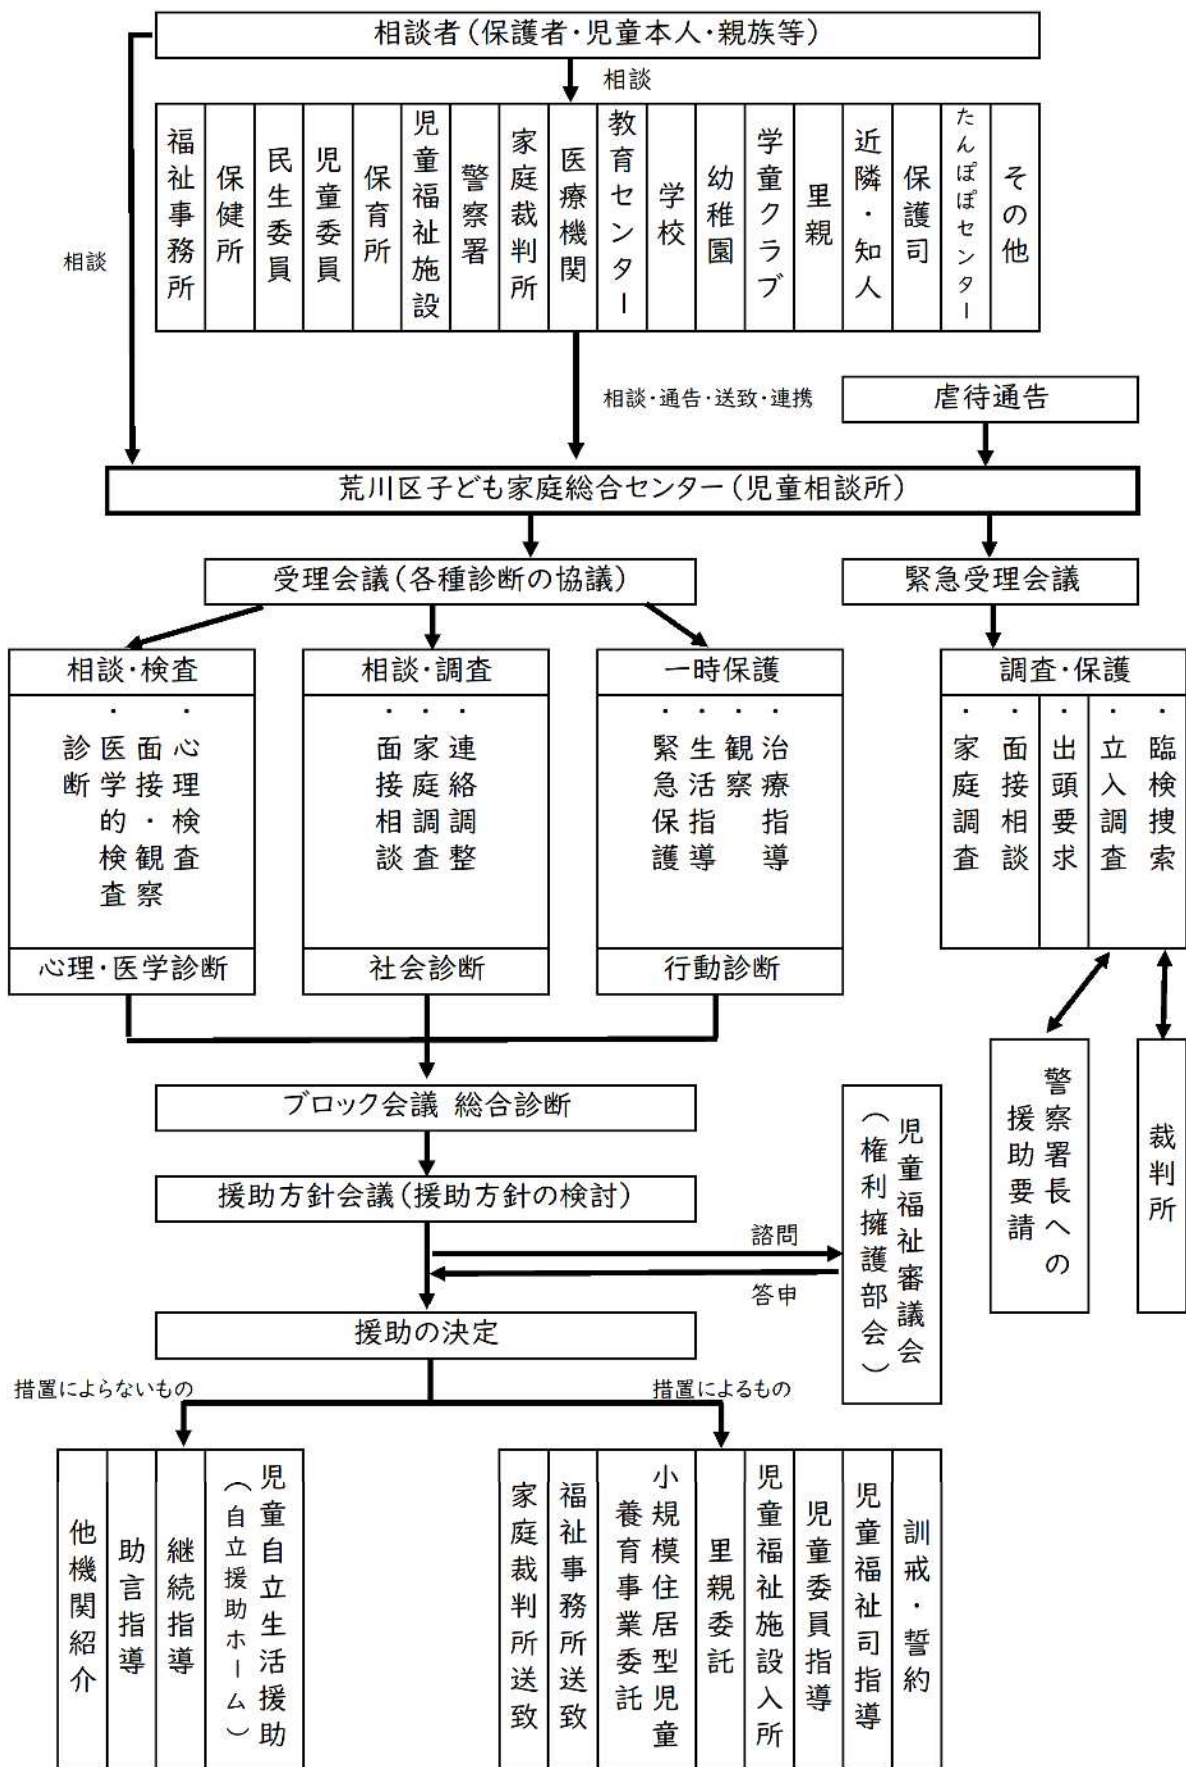 相談者(保護者・児童本人・親族等)
相談
相談
福祉事務所
保健所
民生委員
児童委員
保育所
児童福祉施設
警察署
家庭裁判所
医療機関
教育センター
学校
幼稚園
学童クラブ
里親
近隣・知人
保護司
たんぽぽセンター
その他
相談・通告・送致・連携
虐待通告
荒川区子ども家庭総合センター(児童相談所)
受理会議(各種診断の協議)
緊急受理会議
相談・検査
・心理検査
・面接・観察
・医学的検査
診断
心理・医学診断
相談・調査
・連絡調整
・家庭調査
・面接相談
社会診断
一時保護
・治療指導
・観察
・生活指導
・緊急保護
行動診断
調査・保護
・家庭調査
・面接相談
・出頭要求
・立入調査
・臨検捜索
警察署長への
援助要請
裁判所
ブロック会議 総合診断
援助方針会議(援助方針の検討)
諮問
答申
児童福祉審議会
(権利擁護部会)
援助の決定
措置によらないもの
措置によるもの
他機関紹介
助言指導
継続指導
児童自立生活援助
(自立援助ホーム)
家庭裁判所送致
福祉事務所送致
小規模住居型児童
養育事業委託
里親委託
児童福祉施設入所
児童委員指導
児童福祉司指導
訓戒・誓約